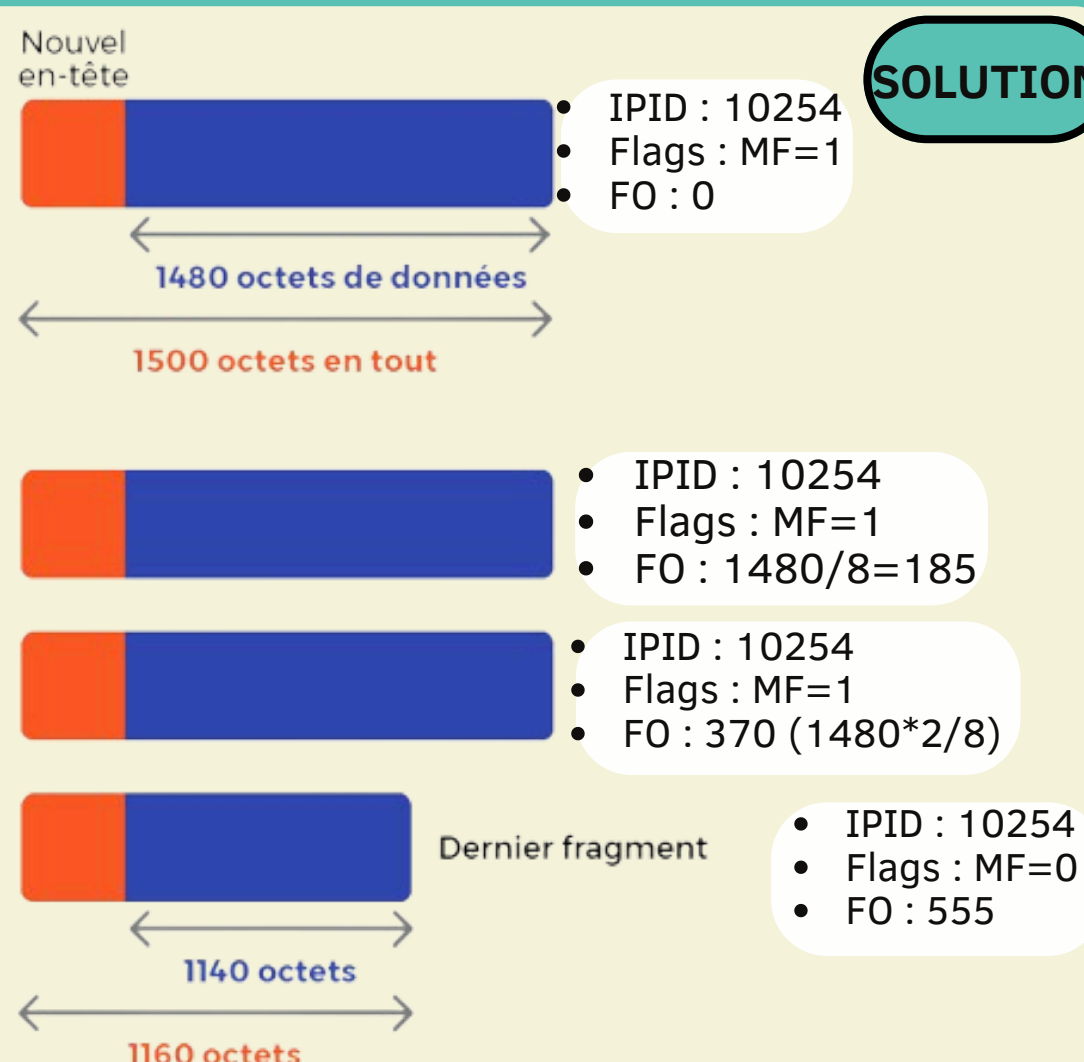 Nouvel
en-tête
SOLUTION
• IPID : 10254
• Flags : MF=1
• FO : 0
1480 octets de données
1500 octets en tout
• IPID : 10254
• Flags : MF=1
• FO : 1480/8=185
• IPID : 10254
• Flags : MF=1
• FO : 370 (1480*2/8)
Dernier fragment
• IPID : 10254
• Flags : MF=0
• FO : 555
1140 octets
1160 octets